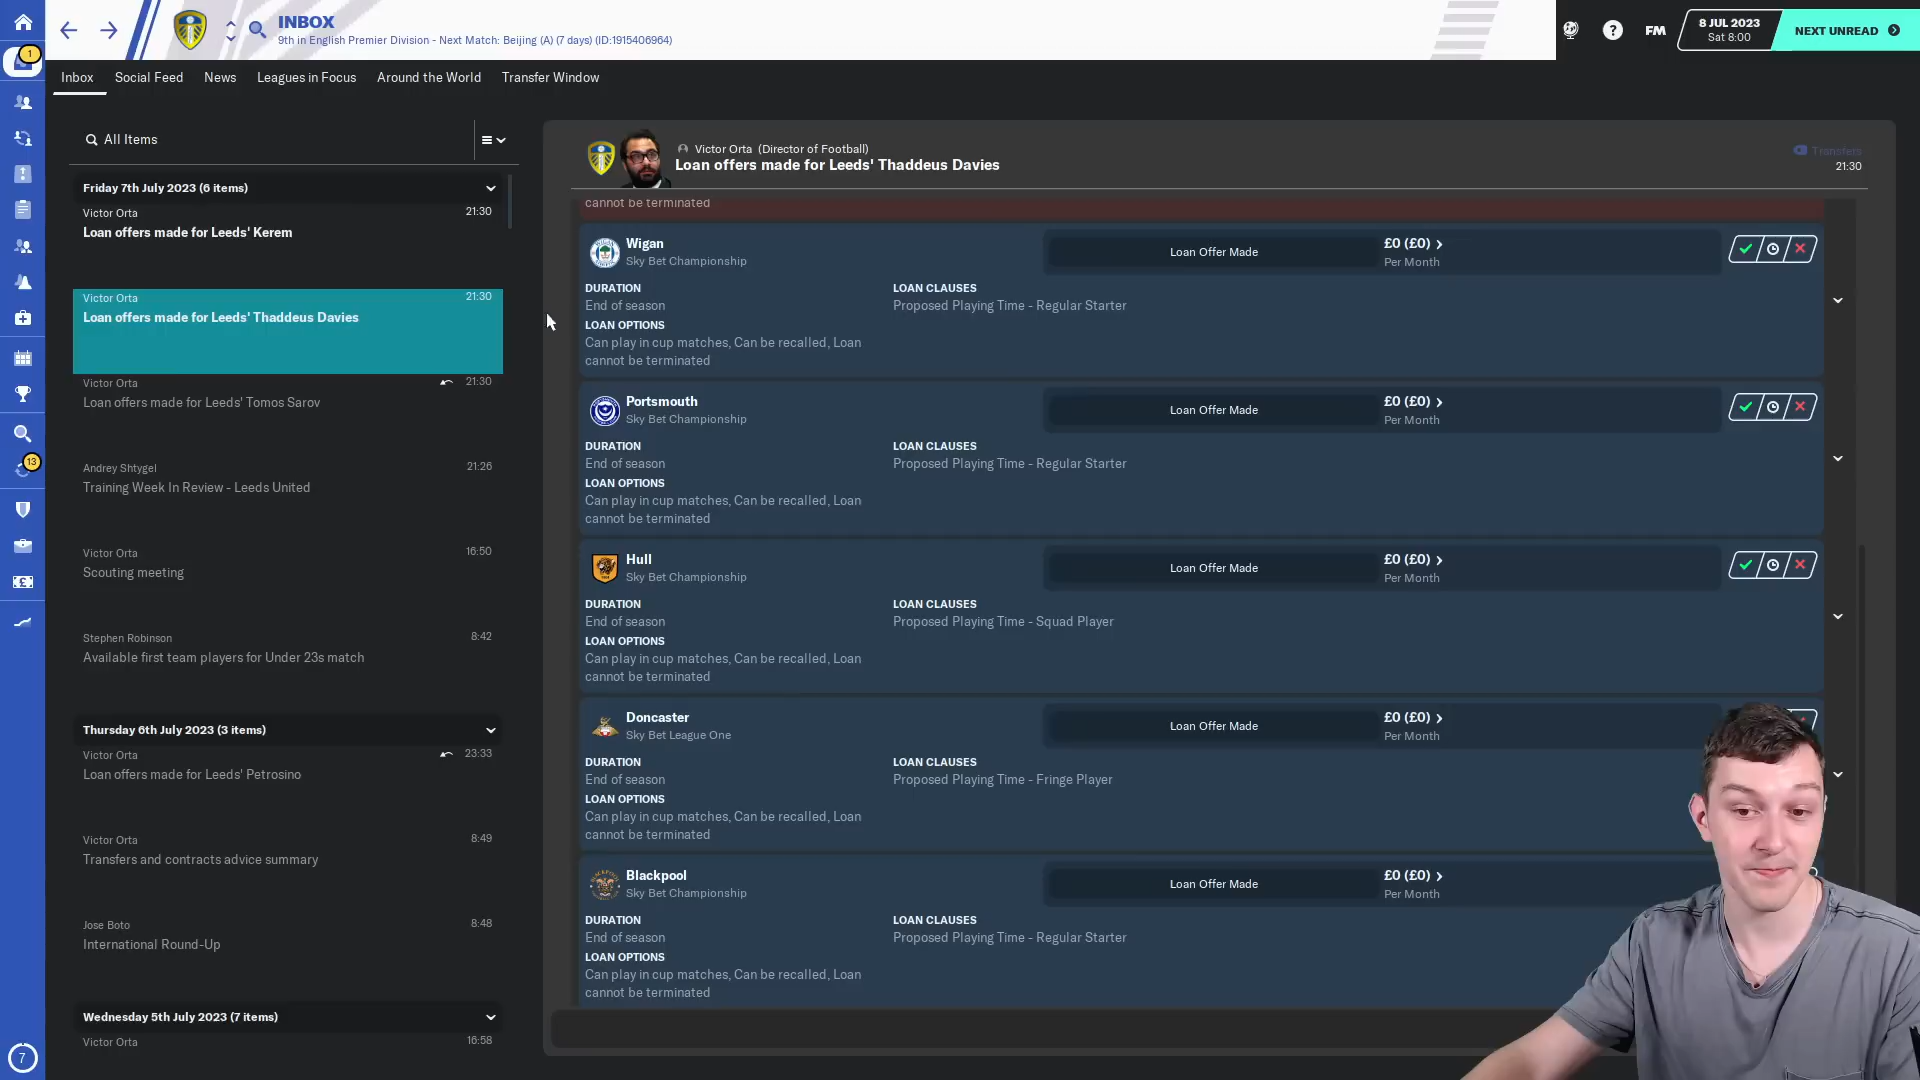 INBOX
9th in English Premier Division - Next Match: Beijing (A) (7 days) (ID:1915406964)
FM
8 JUL 2023
Sat 8:00
NEXT UNREAD
1
Inbox
Social Feed
News
Leagues in Focus
Around the World
Transfer Window
All Items
Friday 7th July 2023 (6 items)
Victor Orta
21:30
Loan offers made for Leeds' Kerem
Victor Orta
21:30
Loan offers made for Leeds' Thaddeus Davies
Victor Orta
21:30
Loan offers made for Leeds' Tomos Sarov
Andrey Shtygel
21:26
Training Week In Review - Leeds United
13
Victor Orta
16:50
Scouting meeting
Stephen Robinson
8:42
Available first team players for Under 23s match
Thursday 6th July 2023 (3 items)
Victor Orta
23:33
Loan offers made for Leeds' Petrosino
Victor Orta
8:49
Transfers and contracts advice summary
Jose Boto
8:48
International Round-Up
Wednesday 5th July 2023 (7 items)
Victor Orta
16:58
7
Victor Orta (Director of Football)
Loan offers made for Leeds' Thaddeus Davies
Transfers
21:30
cannot be terminated
Wigan
Sky Bet Championship
Loan Offer Made
£0 (£0)
Per Month
DURATION
End of season
LOAN OPTIONS
Can play in cup matches, Can be recalled, Loan
cannot be terminated
LOAN CLAUSES
Proposed Playing Time - Regular Starter
Portsmouth
Sky Bet Championship
Loan Offer Made
£0 (£0)
Per Month
DURATION
End of season
LOAN OPTIONS
Can play in cup matches, Can be recalled, Loan
cannot be terminated
LOAN CLAUSES
Proposed Playing Time - Regular Starter
Hull
Sky Bet Championship
Loan Offer Made
£0 (£0)
Per Month
DURATION
End of season
LOAN OPTIONS
Can play in cup matches, Can be recalled, Loan
cannot be terminated
LOAN CLAUSES
Proposed Playing Time - Squad Player
Doncaster
Sky Bet League One
Loan Offer Made
£0 (£0)
Per Month
DURATION
End of season
LOAN OPTIONS
Can play in cup matches, Can be recalled, Loan
cannot be terminated
LOAN CLAUSES
Proposed Playing Time - Fringe Player
Blackpool
Sky Bet Championship
Loan Offer Made
£0 (£0)
Per Month
DURATION
End of season
LOAN OPTIONS
Can play in cup matches, Can be recalled, Loan
cannot be terminated
LOAN CLAUSES
Proposed Playing Time - Regular Starter